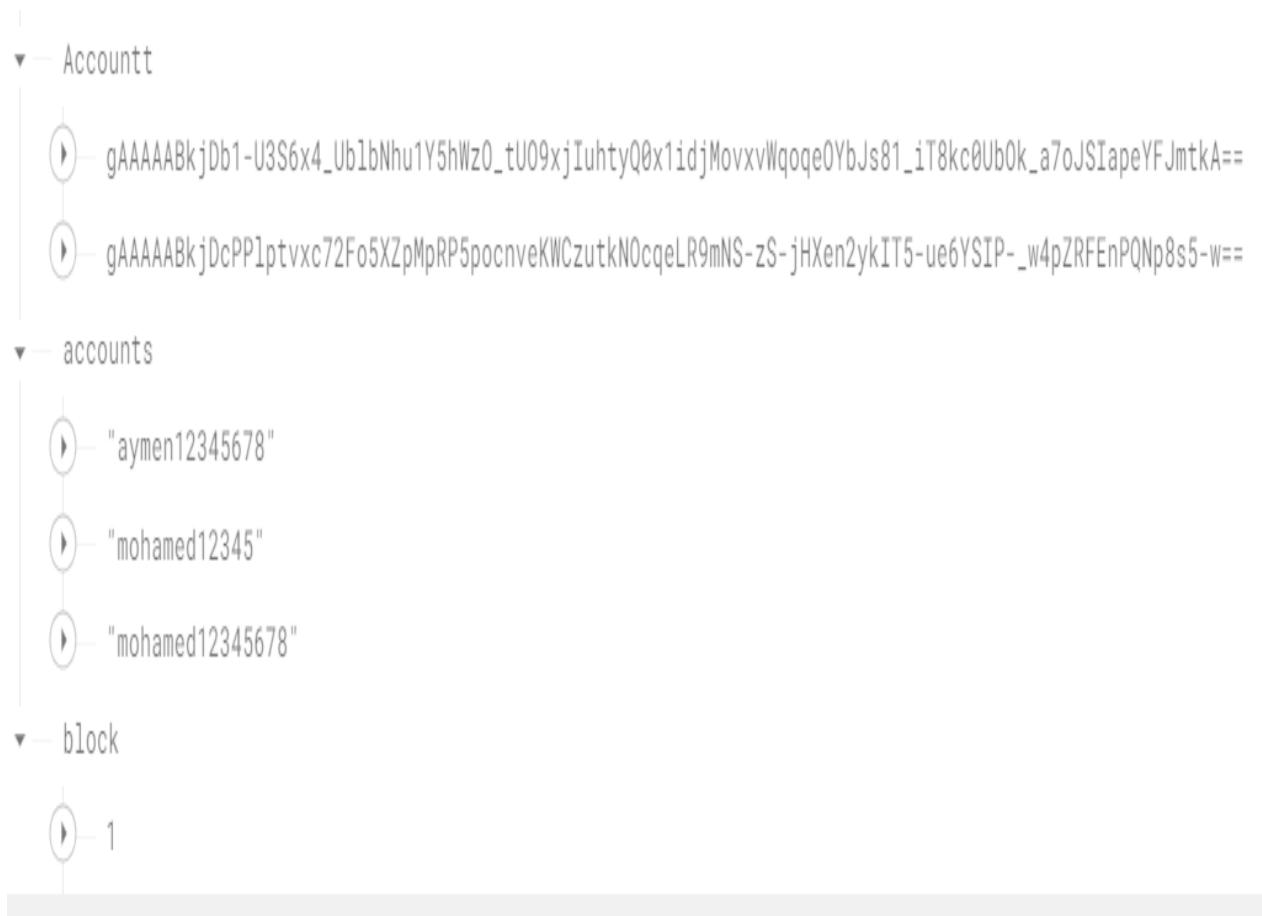 Accountt
gAAAAABkjDb1-U3S6x4_UblbNhu1Y5hWzO_tUO9xjIuhtyQ0x1idjMovxvWqoqeOYbJs81_iT8kc0UbOk_a7oJSIapeYFJmtkA==
gAAAAABkjDcPPlptvxc72Fo5XZpMpRP5pocnveKWCzutkNOcqeLR9mNS-zS-jHXen2ykIT5-ue6YSIP-_w4pZRFEnPQNp8s5-w==
accounts
"aymen12345678"
"mohamed12345"
"mohamed12345678"
block
1